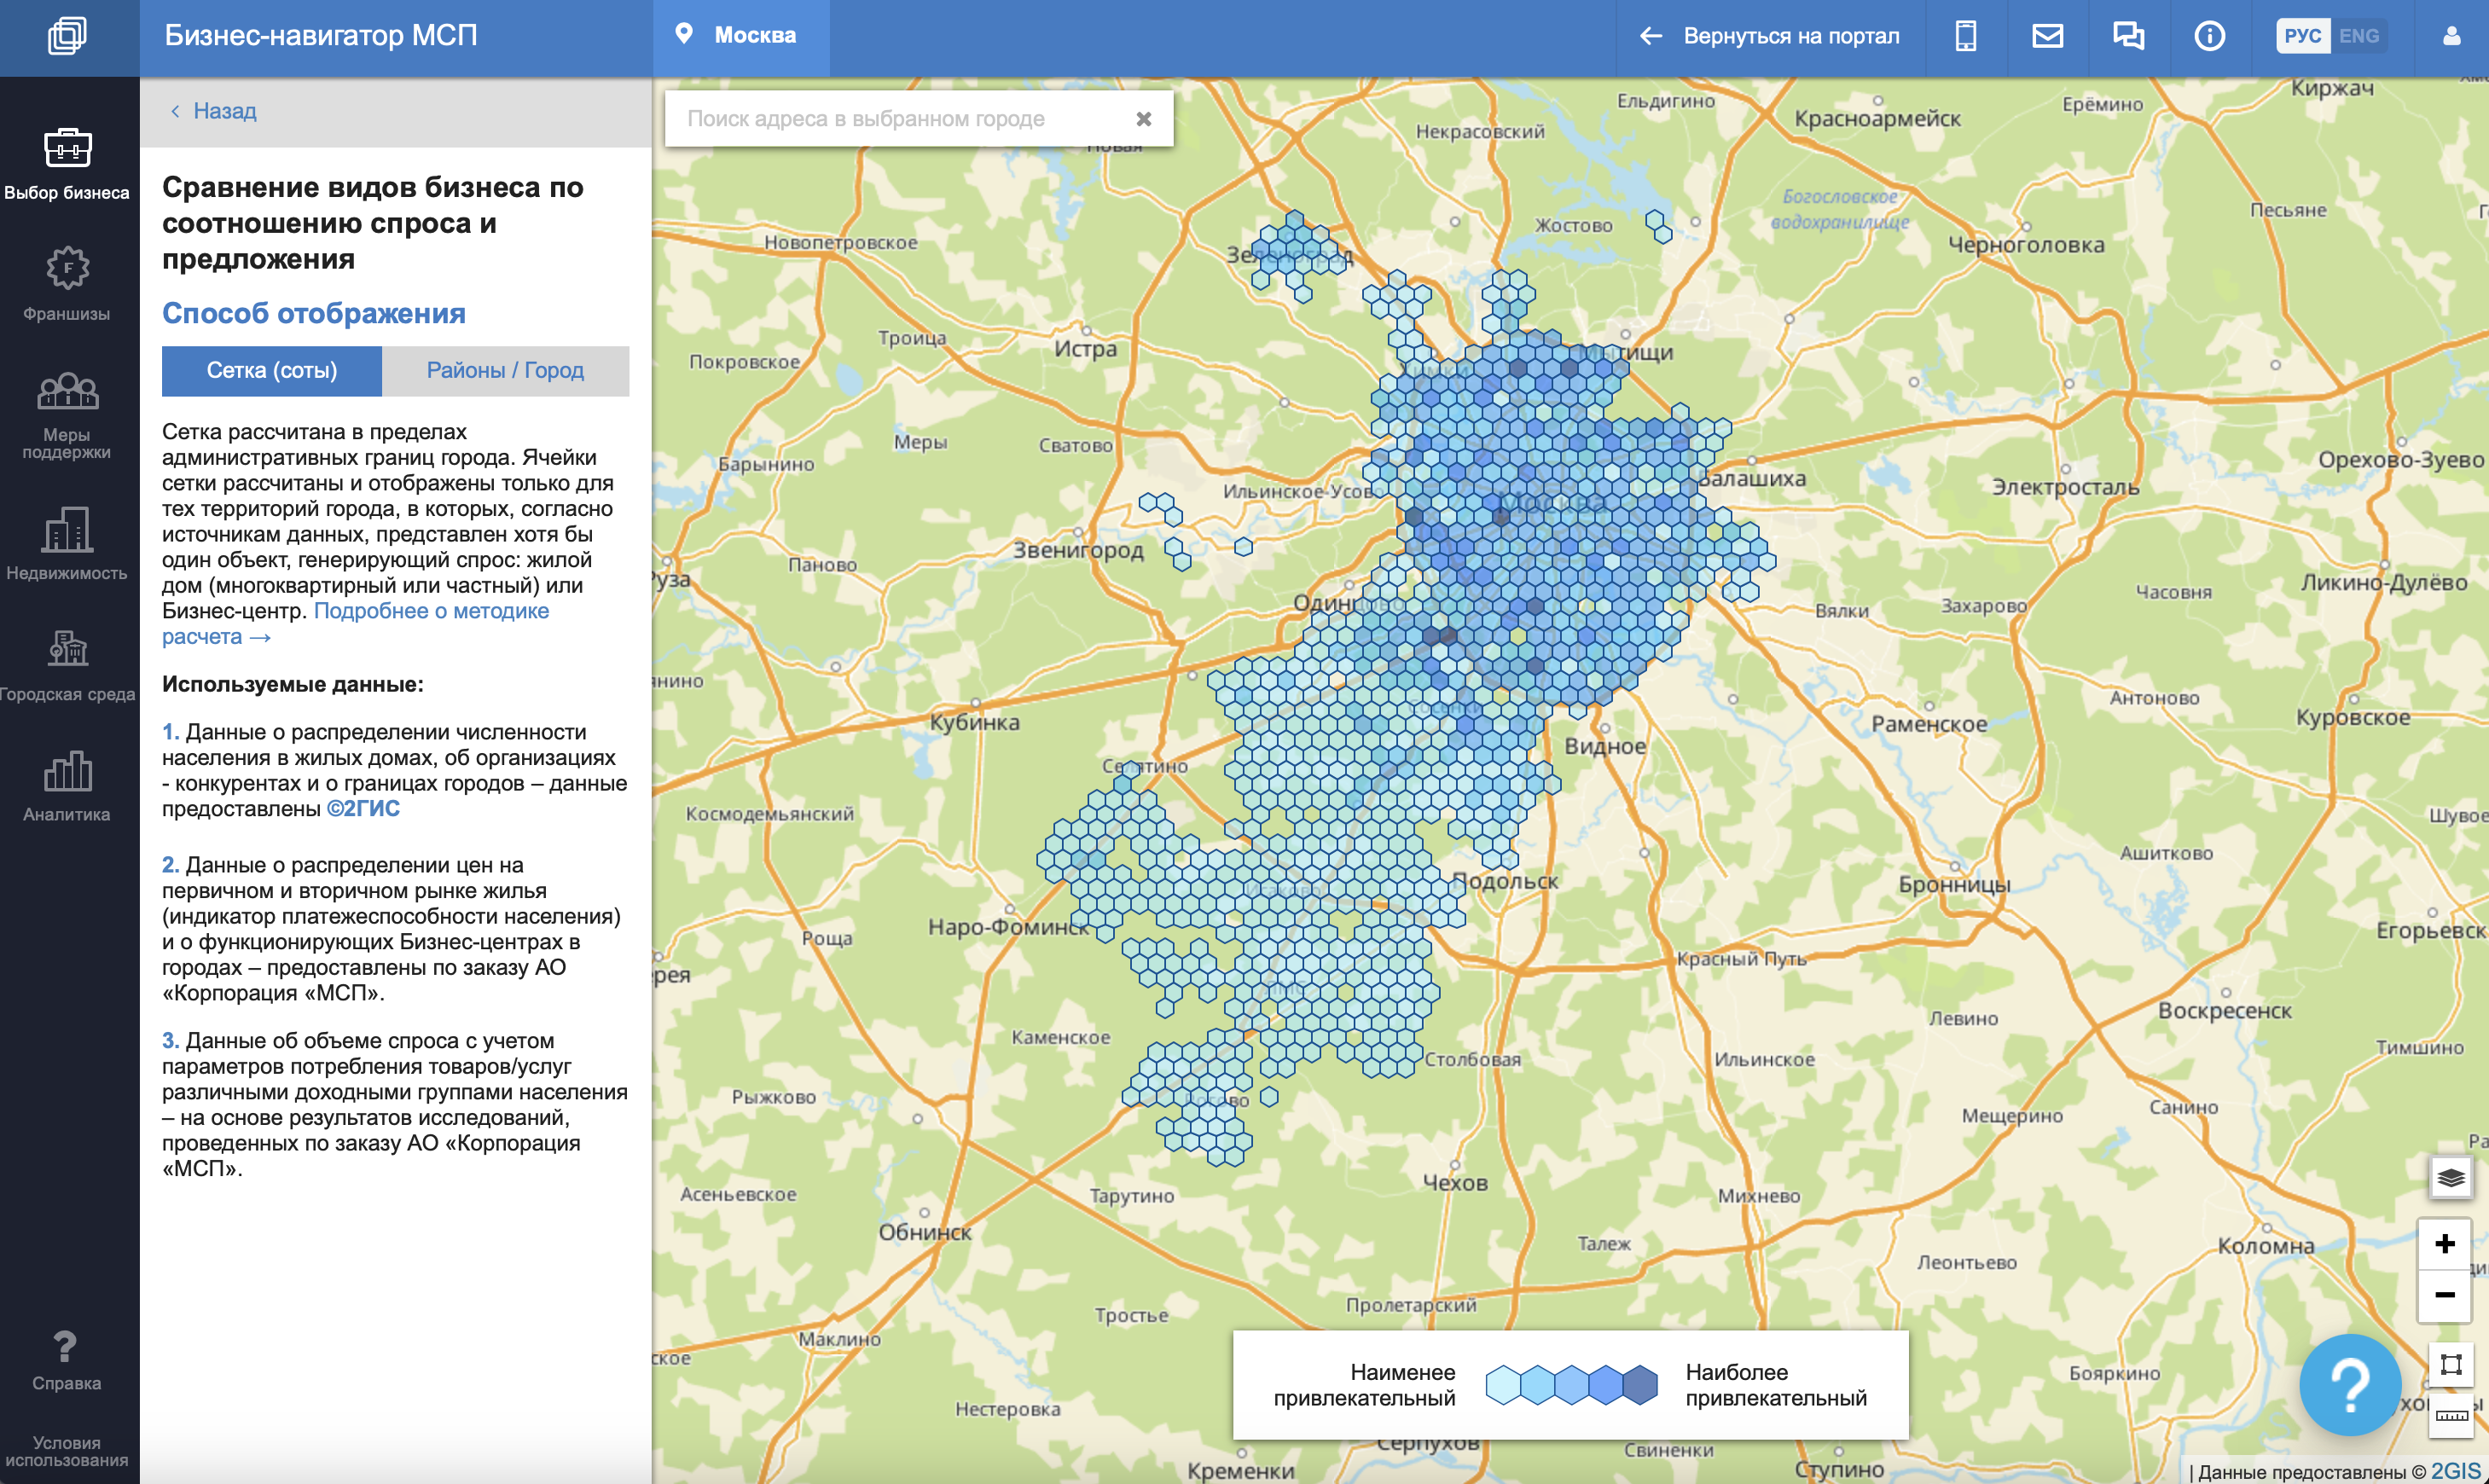 Бизнес-навигатор МСП
Москва
Вернуться на портал
РУС ENG
Выбор бизнеса
Франшизы
Меры
поддержки
Недвижимость
Городская среда
Аналитика
Справка
Условия
использования
Назад
Сравнение видов бизнеса по
соотношению спроса и
предложения
Способ отображения
Сетка (соты)
Районы / Город
Сетка рассчитана в пределах
административных границ города. Ячейки
сетки рассчитаны и отображены только для
тех территорий города, в которых, согласно
источникам данных, представлен хотя бы
один объект, генерирующий спрос: жилой
дом (многоквартирный или частный) или
Бизнес-центр. Подробнее о методике
расчета →
Используемые данные:
1. Данные о распределении численности
населения в жилых домах, об организациях
- конкурентах и о границах городов – данные
предоставлены ©2ГИС
2. Данные о распределении цен на
первичном и вторичном рынке жилья
(индикатор платежеспособности населения)
и о функционирующих Бизнес-центрах в
городах – предоставлены по заказу АО
«Корпорация «МСП».
3. Данные об объеме спроса с учетом
параметров потребления товаров/услуг
различными доходными группами населения
– на основе результатов исследований,
проведенных по заказу АО «Корпорация
«МСП».
Поиск адреса в выбранном городе
Киржач
Ельдигино
Ерёмино
Красноармейск
Некрасовский
Новая
Богословское
водохранилище
Песьяне
Жостово
Новопетровское
Черноголовка
Зеленоград
Троица
Истра
Мытищи
Покровское
Химки
Меры
Сватово
Барынино
Орехово-Зуево
Балашиха
Электросталь
Ильинское-Усово
Москва
Звенигород
Паново
Руза
Ликино-Дулёво
Часовня
Одинцово
Вялки
Захарово
Антоново
Куровское
Сосенки
Кубинка
Раменское
Видное
Селятино
Космодемьянский
Ашитково
Подольск
Бронницы
Исаково
Наро-Фоминск
Роща
Егорьевск
Красный Путь
ЛМС
Воскресенск
Левино
Каменское
Столбовая
Ильинское
Тимшино
Рыжково
Рогово
Санино
Мещерино
Чехов
Асеньевское
Тарутино
Михнево
Обнинск
Талеж
Коломна
Леонтьево
Пролетарский
Тростье
Маклино
Бояркино
Нестеровка
Серпухов
Свиненки
Кременки
Ступино
Наименее
привлекательный
Наиболее
привлекательный
| Данные предоставлены © 2GIS